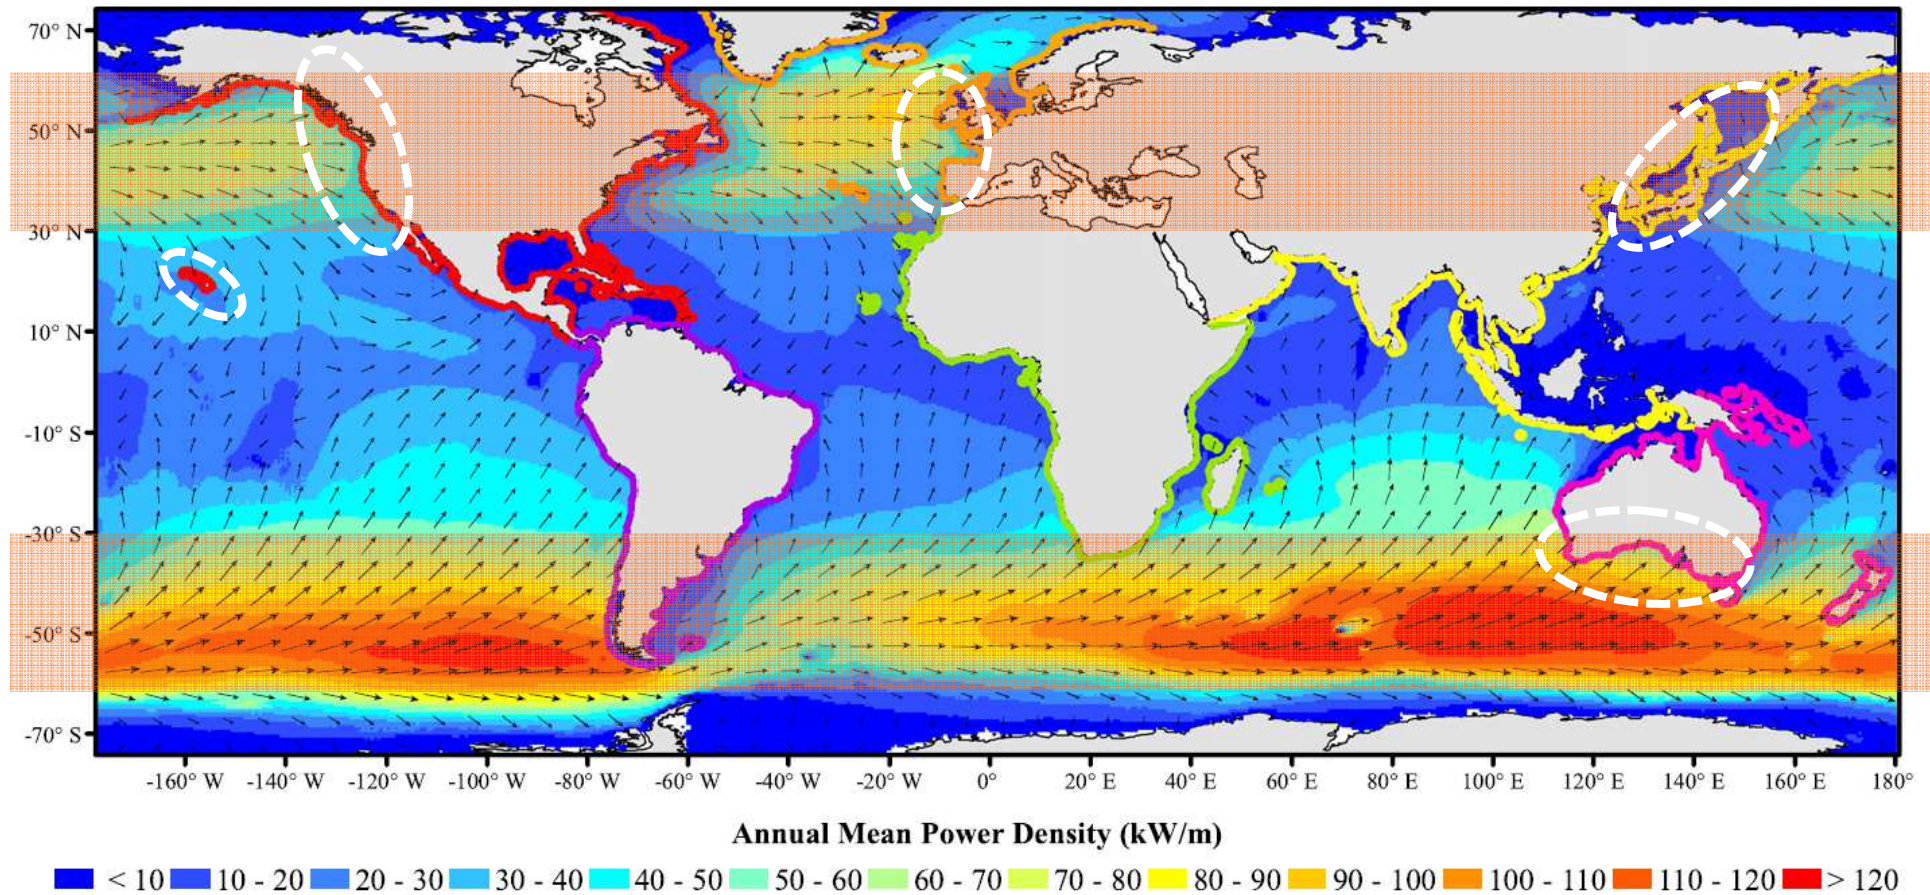 70° N
50° N
30° N
10° N
-10° S
-30° S
-50° S
-70° S
-160° W -140° W -120° W -100° W -80° W -60° W -40° W -20° W 0° 20° E 40° E 60° E 80° E 100° E 120° E 140° E 160° E 180°
Annual Mean Power Density (kW/m)
< 10 10 - 20 20 - 30 30 - 40 40 - 50 50 - 60 60 - 70 70 - 80 80 - 90 90 - 100 100 - 110 110 - 120 > 120